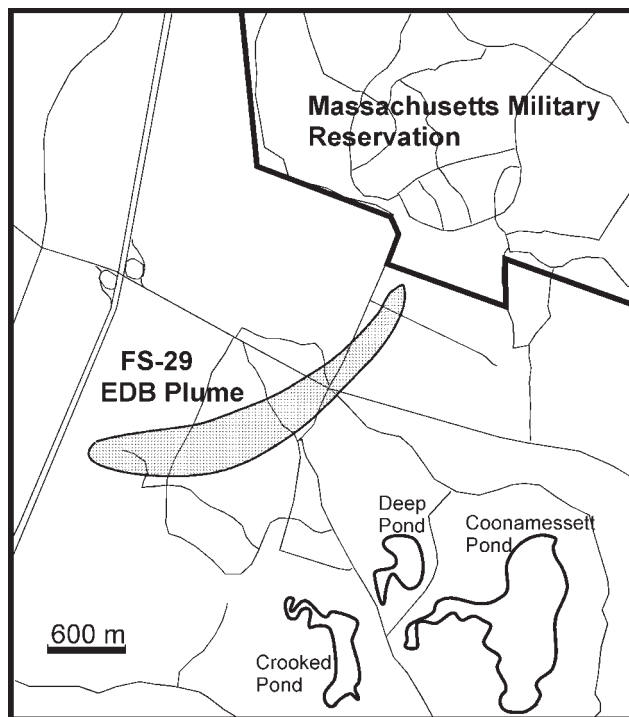 Massachusetts Military
Reservation
FS-29
EDB Plume
Deep
Pond
Coonamessett
Pond
600 m
Crooked
Pond